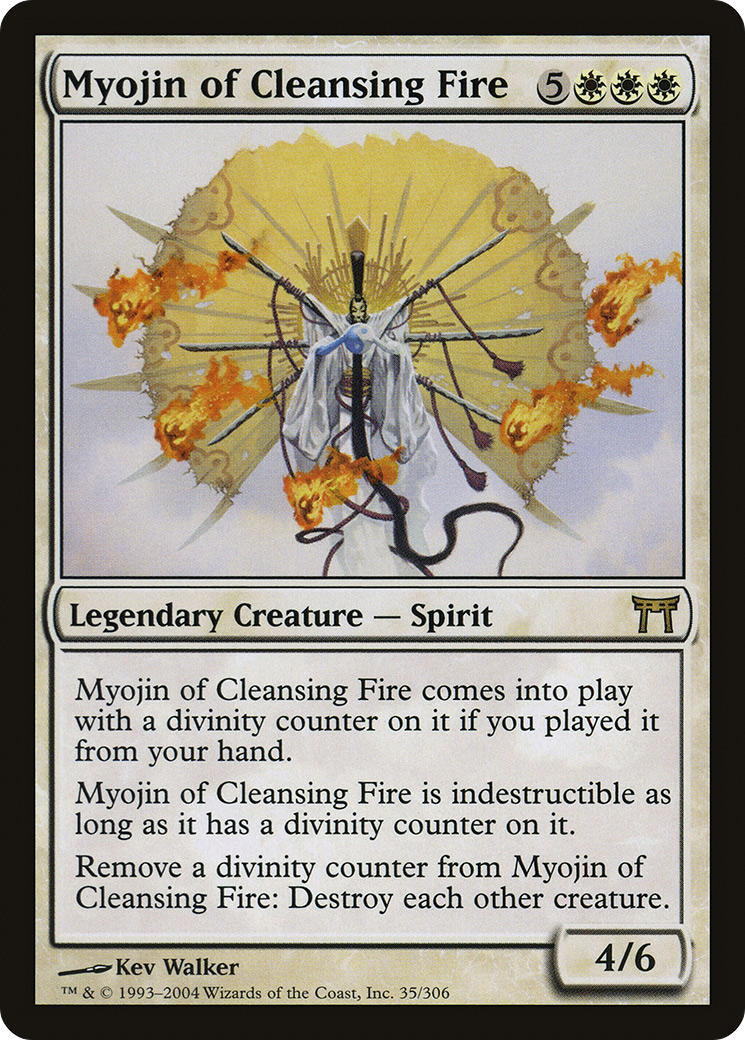 Myojin of Cleansing Fire 5
Legendary Creature — Spirit
Myojin of Cleansing Fire comes into play
with a divinity counter on it if you played it
from your hand.
Myojin of Cleansing Fire is indestructible as
long as it has a divinity counter on it.
Remove a divinity counter from Myojin of
Cleansing Fire: Destroy each other creature.
4/6
Kev Walker
™ & © 1993–2004 Wizards of the Coast, Inc. 35/306